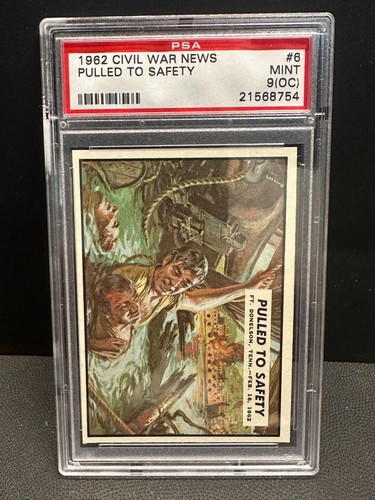 PSA
1962 CIVIL WAR NEWS
PULLED TO SAFETY
#6
MINT
9(OC)
21568754
PULLED TO SAFETY
FT. DONELSON, TENN.—FEB. 16, 1862